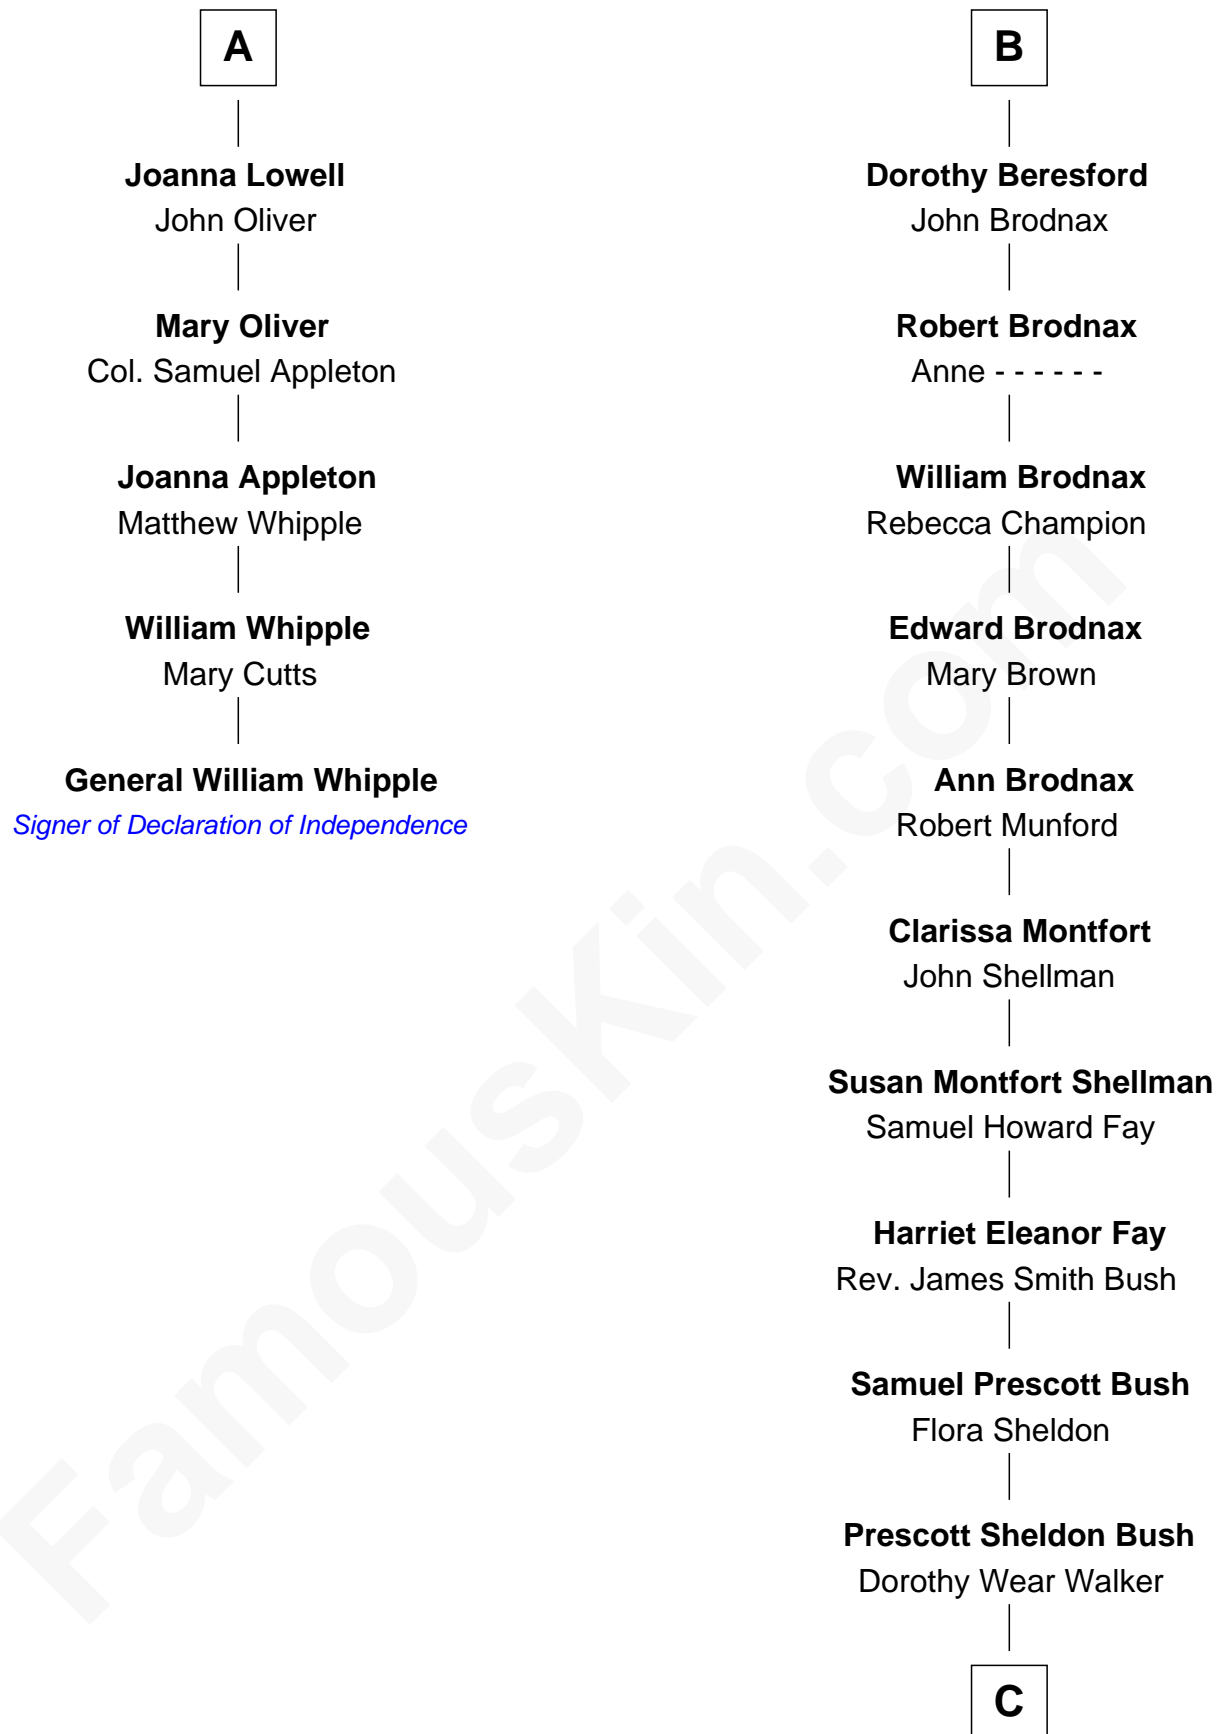 A
Joanna Lowell
John Oliver
Mary Oliver
Col. Samuel Appleton
Joanna Appleton
Matthew Whipple
William Whipple
Mary Cutts
General William Whipple
Signer of Declaration of Independence
B
Dorothy Beresford
John Brodnax
Robert Brodnax
Anne - - - - - -
William Brodnax
Rebecca Champion
Edward Brodnax
Mary Brown
Ann Brodnax
Robert Munford
Clarissa Montfort
John Shellman
Susan Montfort Shellman
Samuel Howard Fay
Harriet Eleanor Fay
Rev. James Smith Bush
Samuel Prescott Bush
Flora Sheldon
Prescott Sheldon Bush
Dorothy Wear Walker
C
FamousKin.com